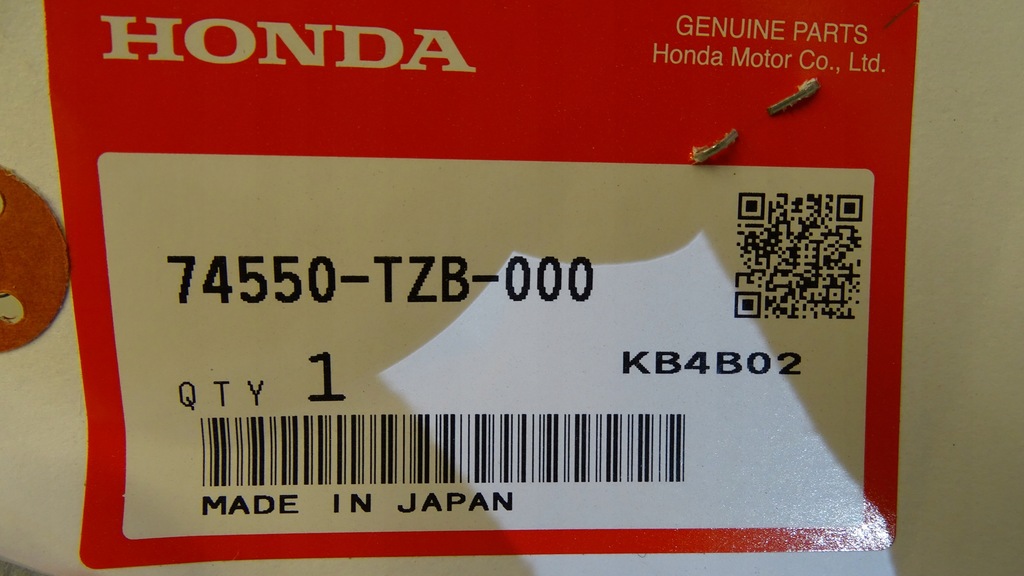 HONDA
GENUINE PARTS
Honda Motor Co., Ltd.
74550-TZB-000
QTY 1
KB4B02
MADE IN JAPAN